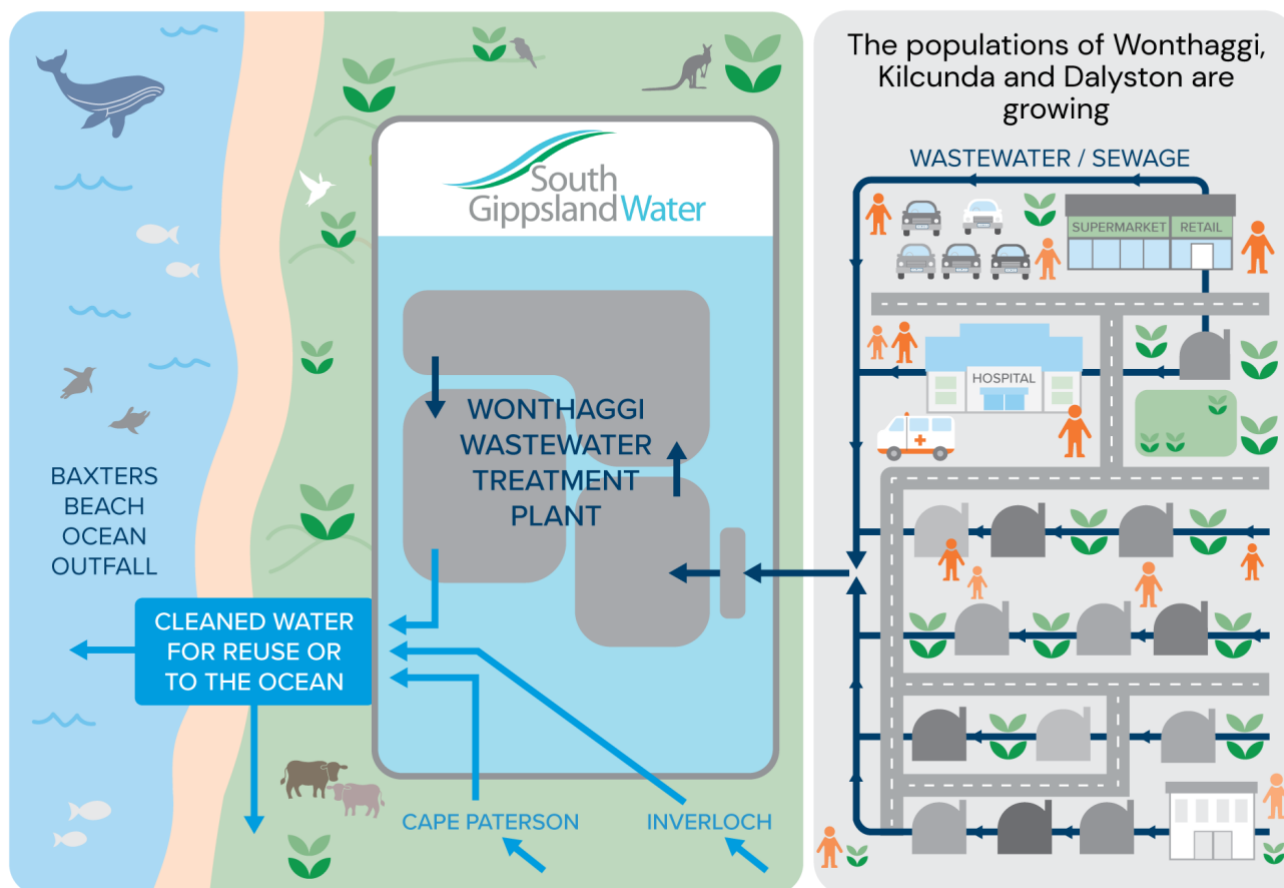 The populations of Wonthaggi,
Kilcunda and Dalyston are
growing
WASTEWATER / SEWAGE
SUPERMARKET
RETAIL
HOSPITAL
South
Gippsland Water
WONTHAGGI
WASTEWATER
TREATMENT
PLANT
BAXTERS
BEACH
OCEAN
OUTFALL
CLEANED WATER
FOR REUSE OR
TO THE OCEAN
CAPE PATERSON
INVERLOCH